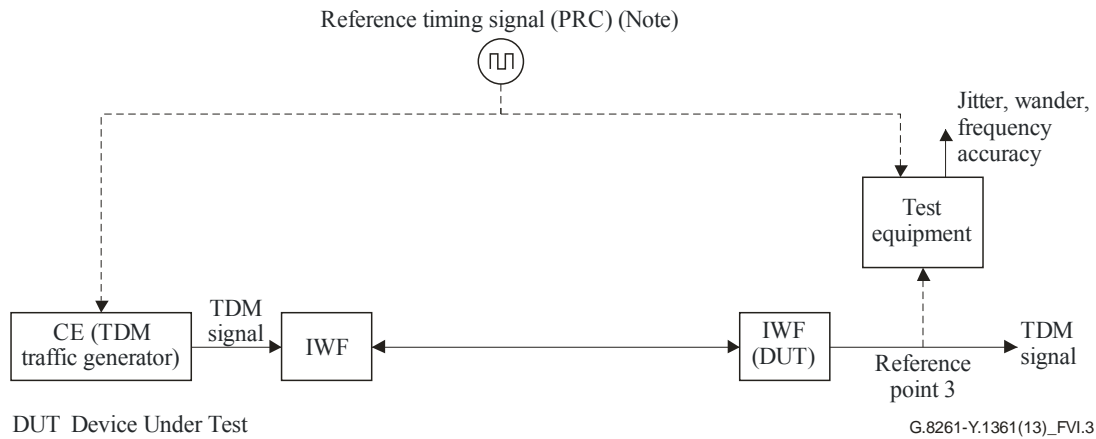 Reference timing signal (PRC) (Note)
Jitter, wander,
frequency
accuracy
Test
equipment
CE (TDM
traffic generator)
TDM
signal
IWF
IWF
(DUT)
Reference
point 3
TDM
signal
DUT Device Under Test
G.8261-Y.1361(13)_FVI.3